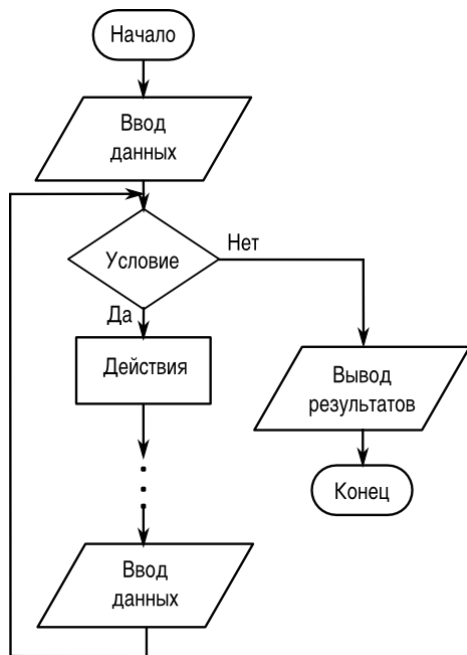 Начало
Ввод
данных
Условие
Нет
Да
Действия
Вывод
результатов
Конец
Ввод
данных